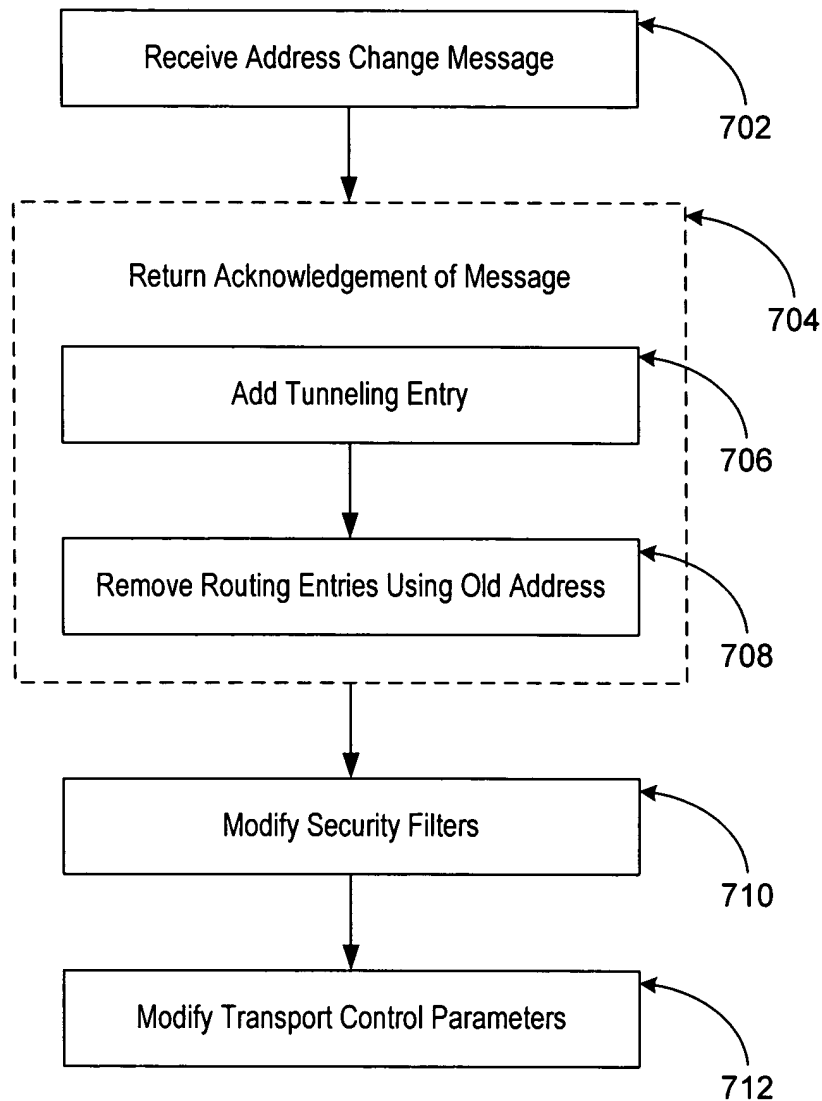 Receive Address Change Message
702
Return Acknowledgement of Message
704
Add Tunneling Entry
706
Remove Routing Entries Using Old Address
708
Modify Security Filters
710
Modify Transport Control Parameters
712